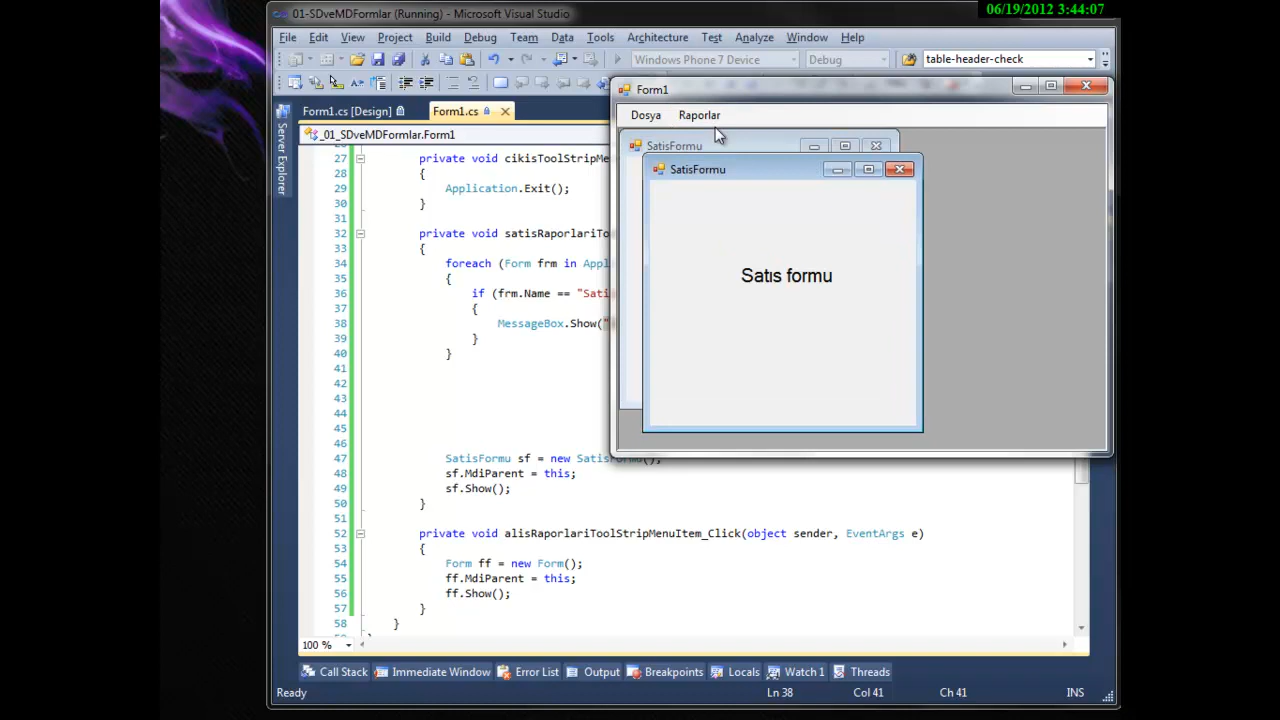 06/19/2012 3:44:07
01-SDveMDFormlar (Running) - Microsoft Visual Studio
File Edit View Project Build Debug Team Data Tools Architecture Test Analyze Window Help
Windows Phone 7 Device Debug table-header-check
Form1.cs [Design] Form1.cs
_01_SDveMDFormlar.Form1
Server Explorer
27 private void cikisToolStripMe
28 {
29 Application.Exit();
30 }
31
32 private void satisRaporlariTo
33 {
34 foreach (Form frm in Appl
35 {
36 if (frm.Name == "Sati
37 {
38 MessageBox.Show("
39 }
40 }
41
42
43
44
45
46
47 SatisFormu sf = new SatisFormu();
48 sf.MdiParent = this;
49 sf.Show();
50 }
51
52 private void alisRaporlariToolStripMenuItem_Click(object sender, EventArgs e)
53 {
54 Form ff = new Form();
55 ff.MdiParent = this;
56 ff.Show();
57 }
58 }
100 %
Form1
Dosya Raporlar
SatisFormu
SatisFormu
Satıs formu
Call Stack Immediate Window Error List Output Breakpoints Locals Watch 1 Threads
Ready Ln 38 Col 41 Ch 41 INS